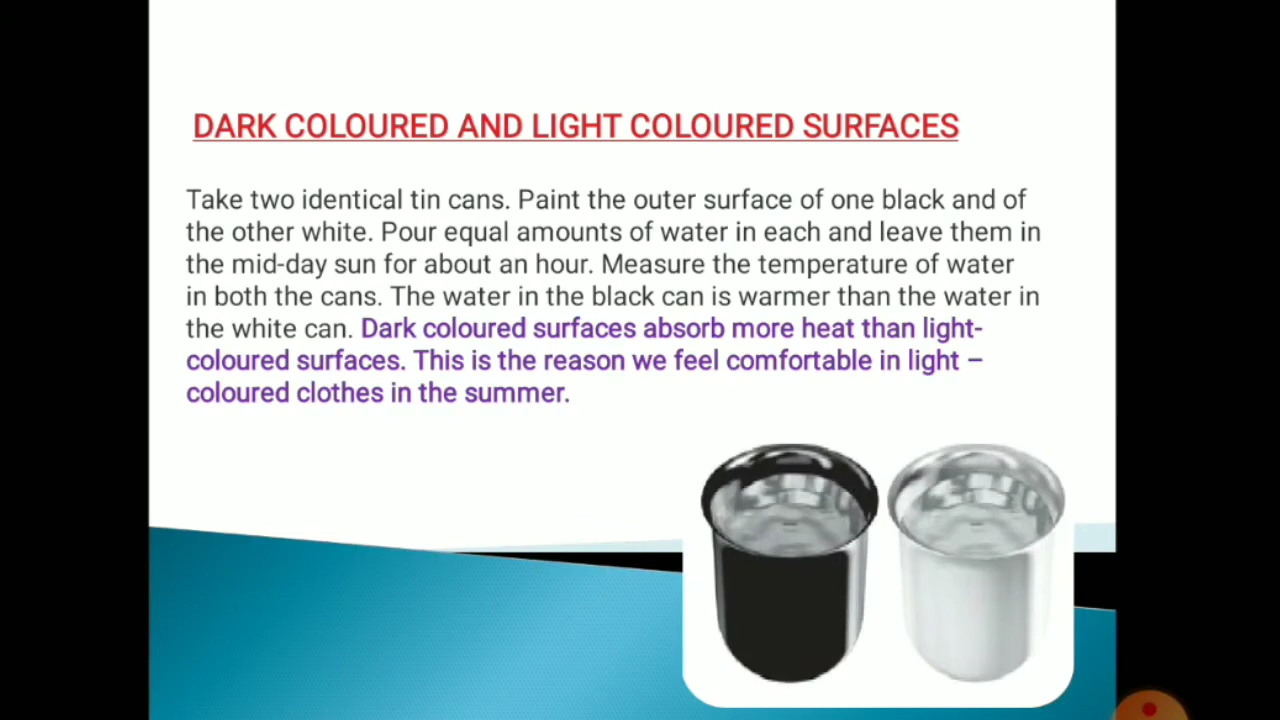 DARK COLOURED AND LIGHT COLOURED SURFACES
Take two identical tin cans. Paint the outer surface of one black and of
the other white. Pour equal amounts of water in each and leave them in
the mid-day sun for about an hour. Measure the temperature of water
in both the cans. The water in the black can is warmer than the water in
the white can. Dark coloured surfaces absorb more heat than light-
coloured surfaces. This is the reason we feel comfortable in light –
coloured clothes in the summer.